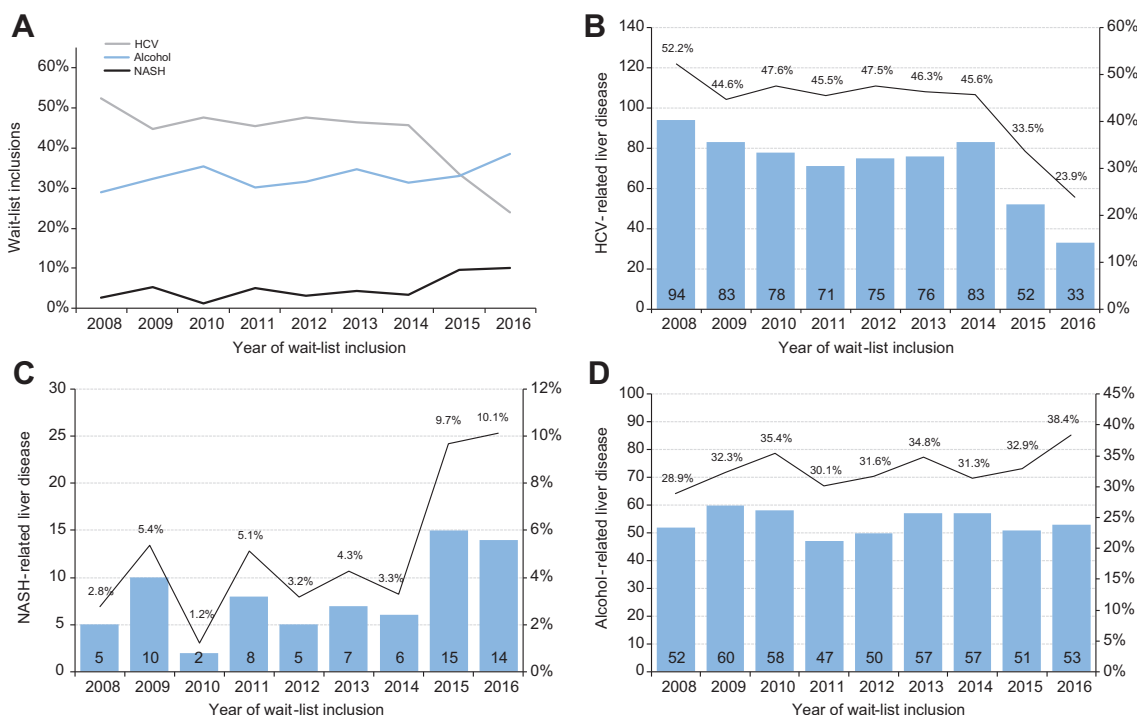 A
HCV
Alcohol
NASH
60%
50%
40%
30%
20%
10%
0%
Wait-list inclusions
2008 2009 2010 2011 2012 2013 2014 2015 2016
Year of wait-list inclusion
B
140
120
100
80
60
40
20
0
HCV- related liver disease
52.2% 44.6% 47.6% 45.5% 47.5% 46.3% 45.6% 33.5% 23.9%
94 83 78 71 75 76 83 52 33
60%
50%
40%
30%
20%
10%
0%
2008 2009 2010 2011 2012 2013 2014 2015 2016
Year of wait-list inclusion
C
30
25
20
15
10
5
0
NASH-related liver disease
2.8% 5.4% 1.2% 5.1% 3.2% 4.3% 3.3% 9.7% 10.1%
5 10 2 8 5 7 6 15 14
12%
10%
8%
6%
4%
2%
0%
2008 2009 2010 2011 2012 2013 2014 2015 2016
Year of wait-list inclusion
D
100
90
80
70
60
50
40
30
20
10
0
Alcohol-related liver disease
28.9% 32.3% 35.4% 30.1% 31.6% 34.8% 31.3% 32.9% 38.4%
52 60 58 47 50 57 57 51 53
45%
40%
35%
30%
25%
20%
15%
10%
5%
0%
2008 2009 2010 2011 2012 2013 2014 2015 2016
Year of wait-list inclusion